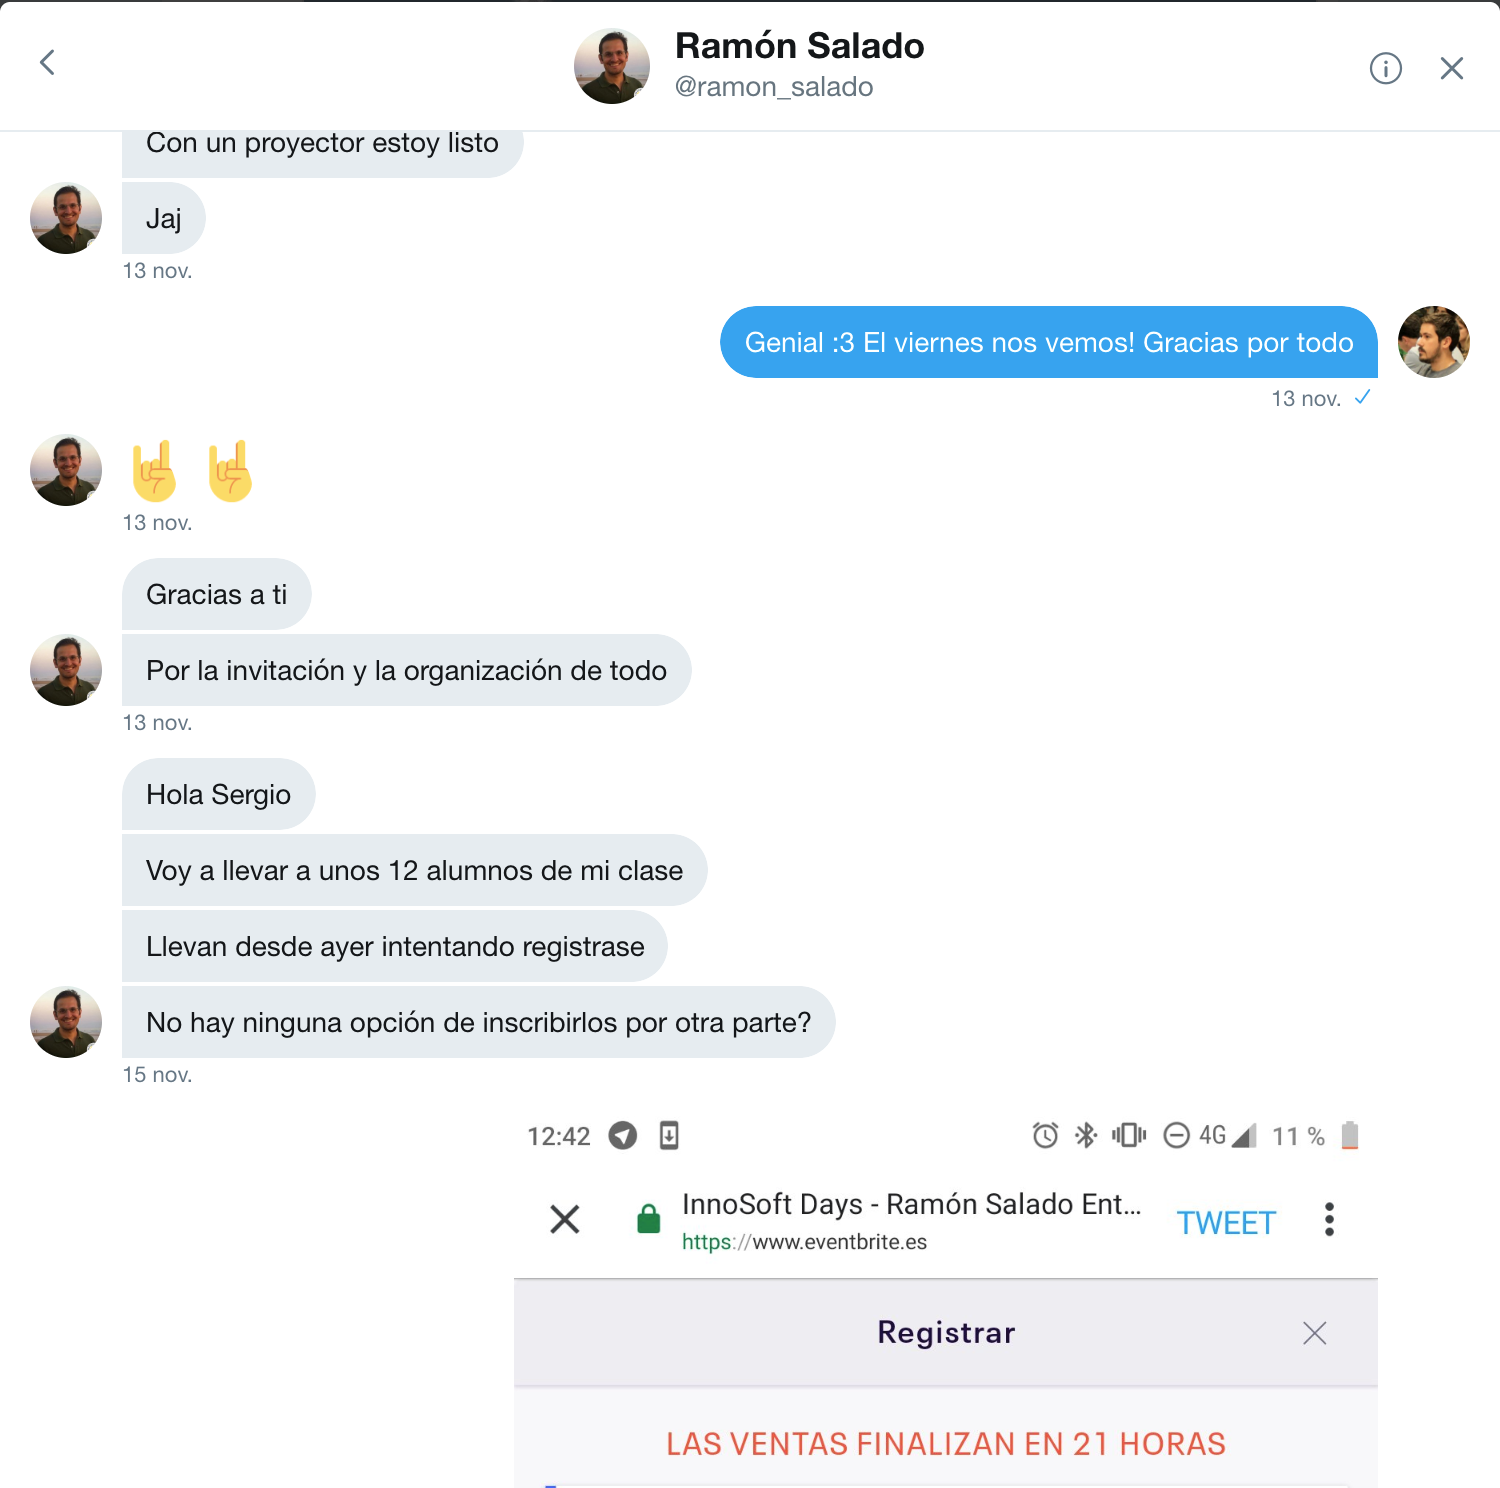 Ramón Salado
@ramon_salado
Con un proyector estoy listo
Jaj
13 nov.
Genial :3 El viernes nos vemos! Gracias por todo
13 nov.
13 nov.
Gracias a ti
Por la invitación y la organización de todo
13 nov.
Hola Sergio
Voy a llevar a unos 12 alumnos de mi clase
Llevan desde ayer intentando registrase
No hay ninguna opción de inscribirlos por otra parte?
15 nov.
12:42 4G 11 %
InnoSoft Days - Ramón Salado Ent...
https://www.eventbrite.es
TWEET
Registrar
LAS VENTAS FINALIZAN EN 21 HORAS